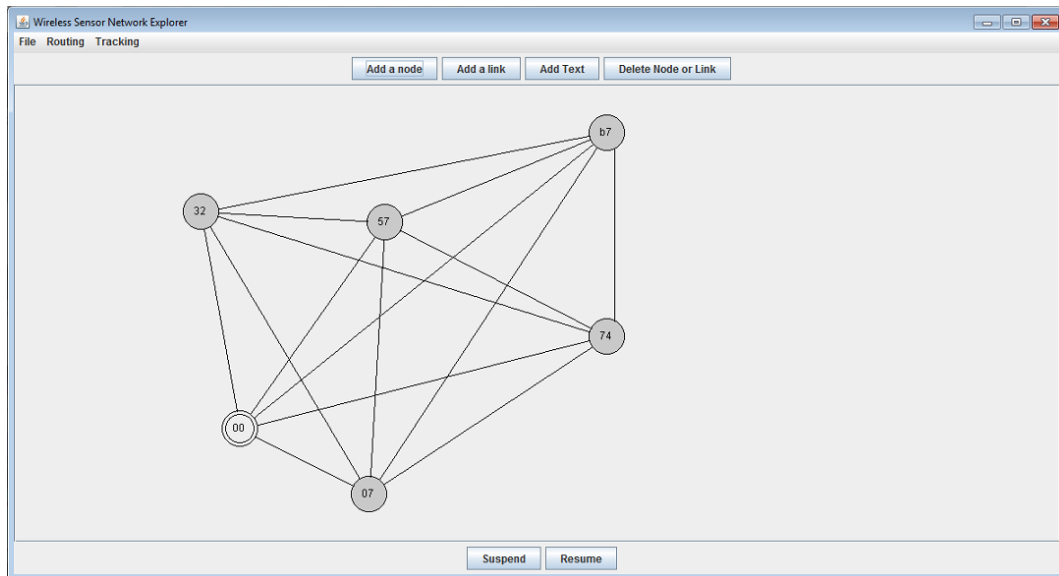 Wireless Sensor Network Explorer
File Routing Tracking
Add a node Add a link Add Text Delete Node or Link
b7
32
57
74
00
07
Suspend Resume